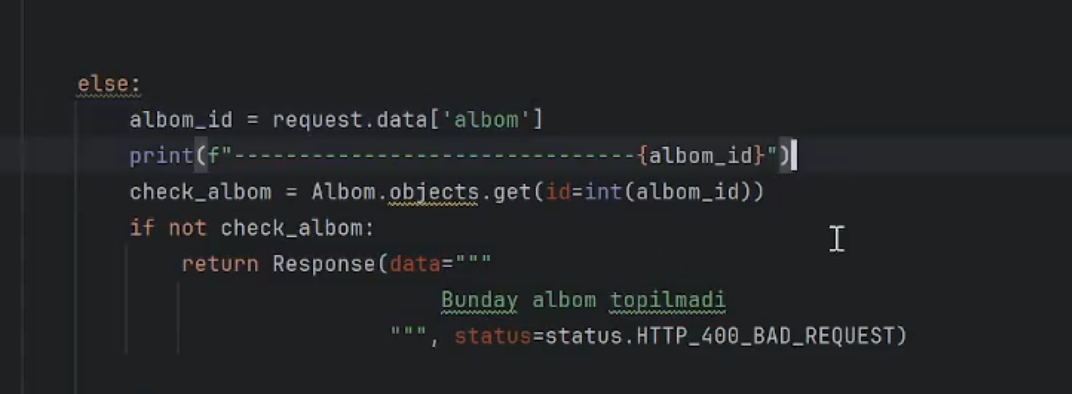 else:
albom_id = request.data['albom']
print(f"-------------------------------{albom_id}")
check_albom = Albom.objects.get(id=int(albom_id))
if not check_albom:
return Response(data="""
Bunday albom topilmadi
""", status=status.HTTP_400_BAD_REQUEST)